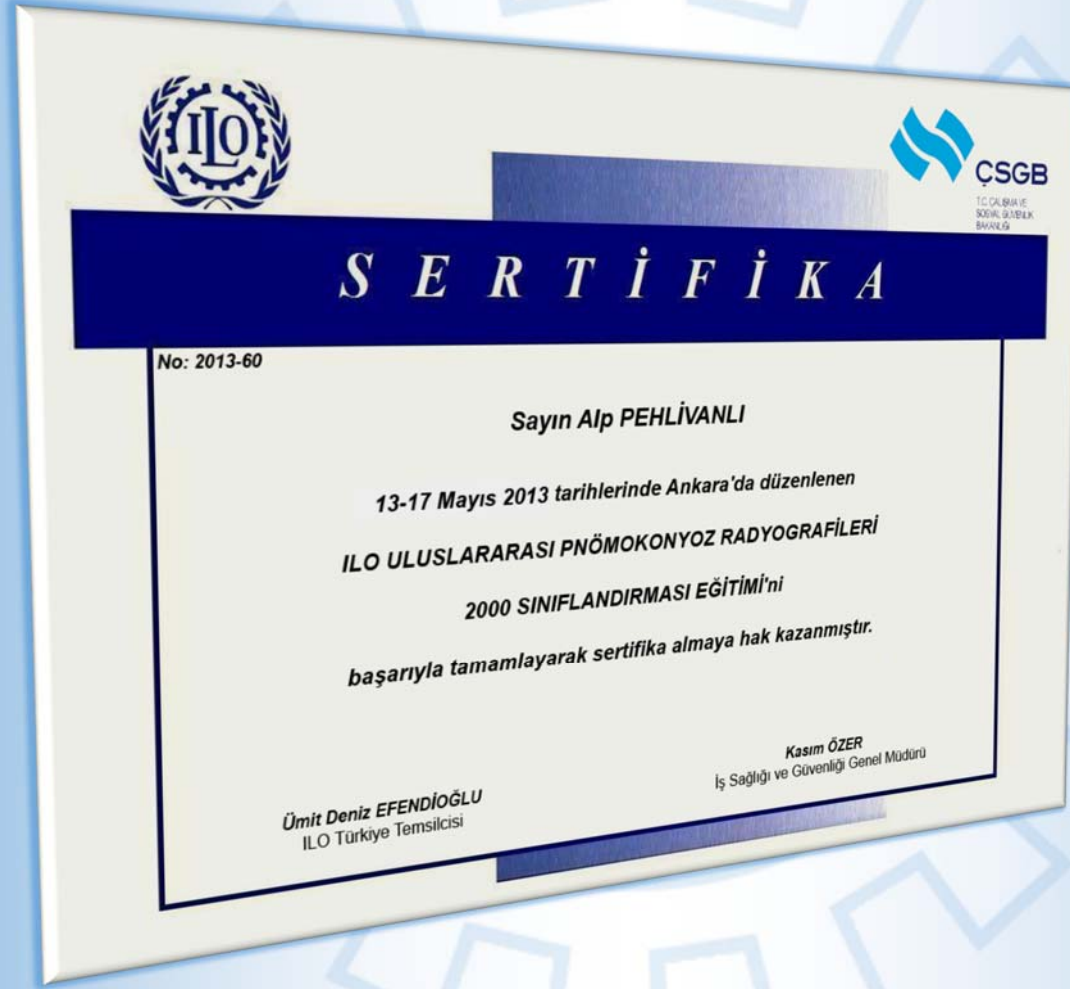 ILO
ÇSGB
T.C. ÇALIŞMA VE
SOSYAL GÜVENLİK
BAKANLIĞI
SERTİFİKA
No: 2013-60
Sayın Alp PEHLİVANLI
13-17 Mayıs 2013 tarihlerinde Ankara'da düzenlenen
ILO ULUSLARARASI PNÖMOKONYOZ RADYOGRAFİLERİ
2000 SINIFLANDIRMASI EĞİTİMİ'ni
başarıyla tamamlayarak sertifika almaya hak kazanmıştır.
Ümit Deniz EFENDİOĞLU
ILO Türkiye Temsilcisi
Kasım ÖZER
İş Sağlığı ve Güvenliği Genel Müdürü